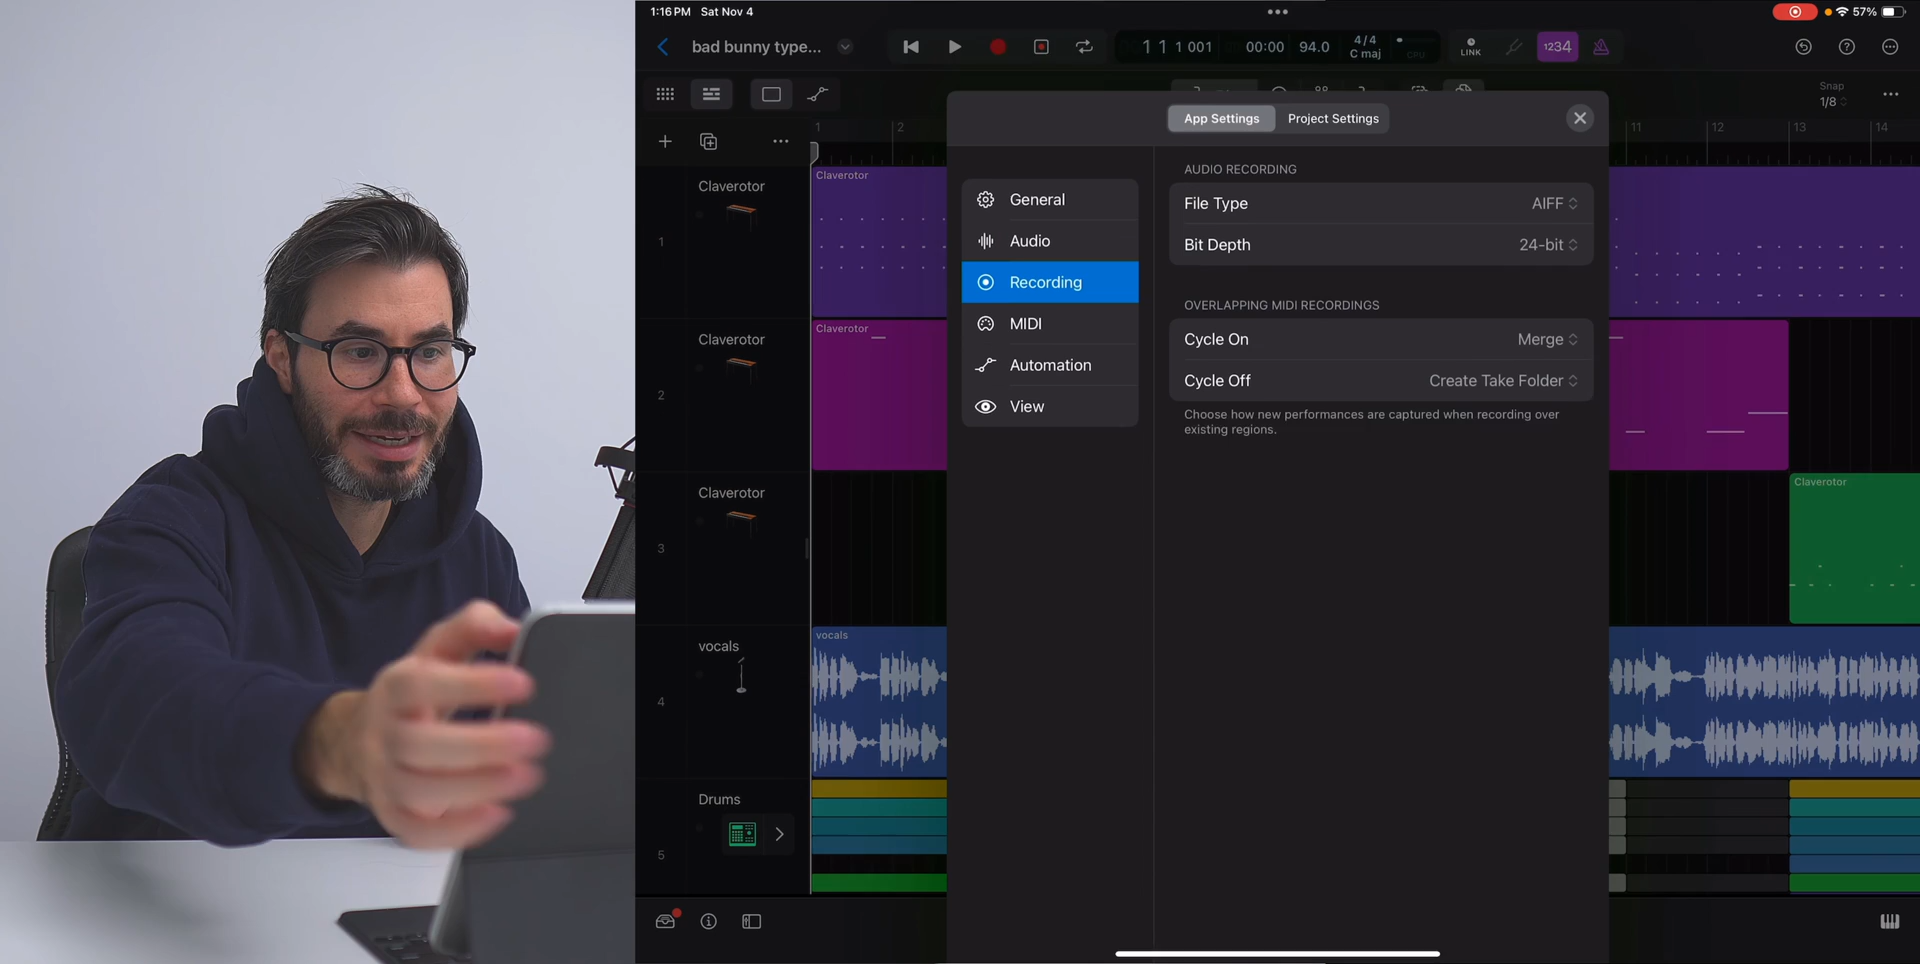 1:16 PM Sat Nov 4
57%
bad bunny type...
1 1 1 001
00:00
94.0
4/4
C maj
CPU
LINK
1234
Snap
1/8
App Settings
Project Settings
1
2
11
12
13
14
General
Audio
Recording
MIDI
Automation
View
AUDIO RECORDING
File Type
AIFF
Bit Depth
24-bit
OVERLAPPING MIDI RECORDINGS
Cycle On
Merge
Cycle Off
Create Take Folder
Choose how new performances are captured when recording over
existing regions.
1
Claverotor
Claverotor
2
Claverotor
Claverotor
3
Claverotor
Claverotor
4
vocals
vocals
5
Drums